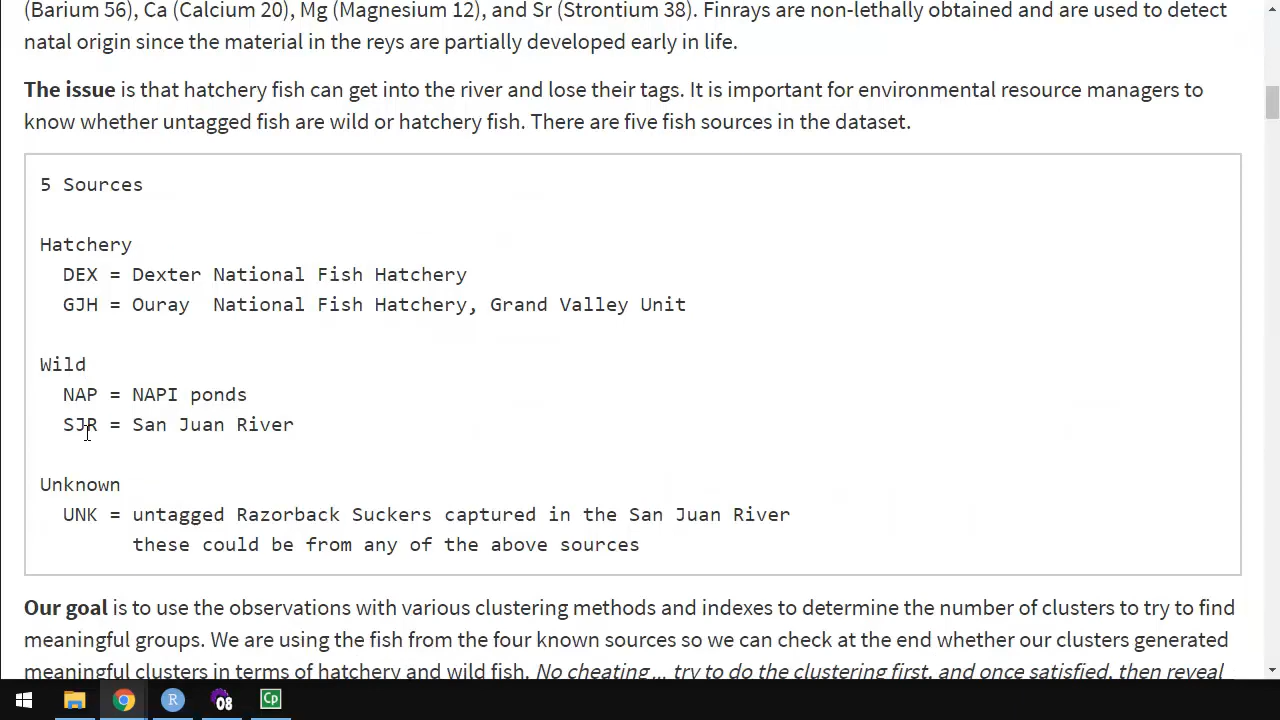 (Barium 56), Ca (Calcium 20), Mg (Magnesium 12), and Sr (Strontium 38). Finrays are non-lethally obtained and are used to detect
natal origin since the material in the reys are partially developed early in life.
The issue is that hatchery fish can get into the river and lose their tags. It is important for environmental resource managers to
know whether untagged fish are wild or hatchery fish. There are five fish sources in the dataset.
5 Sources
Hatchery
DEX = Dexter National Fish Hatchery
GJH = Ouray  National Fish Hatchery, Grand Valley Unit
Wild
NAP = NAPI ponds
SJR = San Juan River
Unknown
UNK = untagged Razorback Suckers captured in the San Juan River
these could be from any of the above sources
Our goal is to use the observations with various clustering methods and indexes to determine the number of clusters to try to find
meaningful groups. We are using the fish from the four known sources so we can check at the end whether our clusters generated
meaningful clusters in terms of hatchery and wild fish. No cheating... try to do the clustering first, and once satisfied, then reveal
R
08
Cp